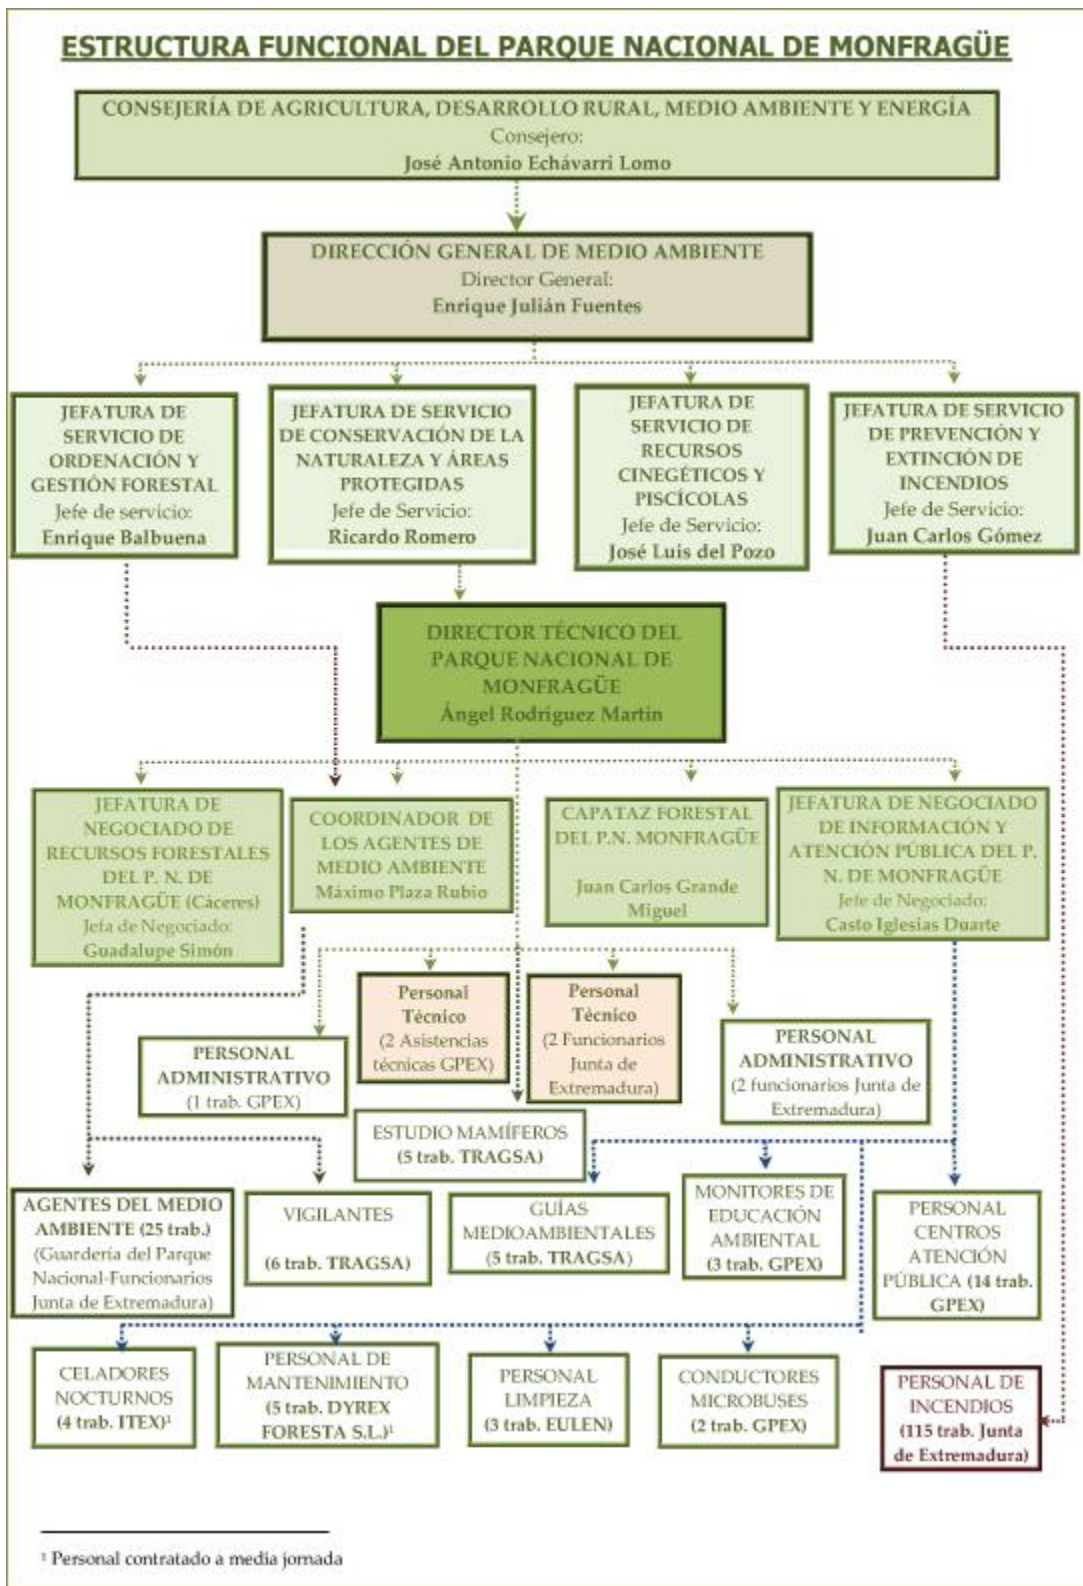 ESTRUCTURA FUNCIONAL DEL PARQUE NACIONAL DE MONFRAGÜE
CONSEJERÍA DE AGRICULTURA, DESARROLLO RURAL, MEDIO AMBIENTE Y ENERGÍA
Consejero:
José Antonio Echávarri Lomo
DIRECCIÓN GENERAL DE MEDIO AMBIENTE
Director General:
Enrique Julián Fuentes
JEFATURA DE
SERVICIO DE
ORDENACIÓN Y
GESTIÓN FORESTAL
Jefe de servicio:
Enrique Balbuena
JEFATURA DE SERVICIO
DE CONSERVACIÓN DE LA
NATURALEZA Y ÁREAS
PROTEGIDAS
Jefe de Servicio:
Ricardo Romero
JEFATURA DE
SERVICIO DE
RECURSOS
CINEGÉTICOS Y
PISCÍCOLAS
Jefe de Servicio:
José Luis del Pozo
JEFATURA DE SERVICIO
DE PREVENCIÓN Y
EXTINCIÓN DE
INCENDIOS
Jefe de Servicio:
Juan Carlos Gómez
DIRECTOR TÉCNICO DEL
PARQUE NACIONAL DE
MONFRAGÜE
Ángel Rodríguez Martín
JEFATURA DE
NEGOCIADO DE
RECURSOS FORESTALES
DEL P. N. DE
MONFRAGÜE (Cáceres)
Jefa de Negociado:
Guadalupe Simón
COORDINADOR DE
LOS AGENTES DE
MEDIO AMBIENTE
Máximo Plaza Rubio
CAPATAZ FORESTAL
DEL P.N. MONFRAGÜE
Juan Carlos Grande
Miguel
JEFATURA DE NEGOCIADO
DE INFORMACIÓN Y
ATENCIÓN PÚBLICA DEL P.
N. DE MONFRAGÜE
Jefe de Negociado:
Casto Iglesias Duarte
PERSONAL
ADMINISTRATIVO
(1 trab. GPEX)
Personal
Técnico
(2 Asistencias
técnicas GPEX)
Personal
Técnico
(2 Funcionarios
Junta de
Extremadura)
PERSONAL
ADMINISTRATIVO
(2 funcionarios Junta de
Extremadura)
ESTUDIO MAMÍFEROS
(5 trab. TRAGSA)
AGENTES DEL MEDIO
AMBIENTE (25 trab.)
(Guardería del Parque
Nacional-Funcionarios
Junta de Extremadura)
VIGILANTES
(6 trab. TRAGSA)
GUÍAS
MEDIOAMBIENTALES
(5 trab. TRAGSA)
MONITORES DE
EDUCACIÓN
AMBIENTAL
(3 trab. GPEX)
PERSONAL
CENTROS
ATENCIÓN
PÚBLICA (14 trab.
GPEX)
CELADORES
NOCTURNOS
(4 trab. ITEX)¹
PERSONAL DE
MANTENIMIENTO
(5 trab. DYREX
FORESTA S.L.)¹
PERSONAL
LIMPIEZA
(3 trab. EULEN)
CONDUCTORES
MICROBUSES
(2 trab. GPEX)
PERSONAL DE
INCENDIOS
(115 trab. Junta
de Extremadura)
¹ Personal contratado a media jornada